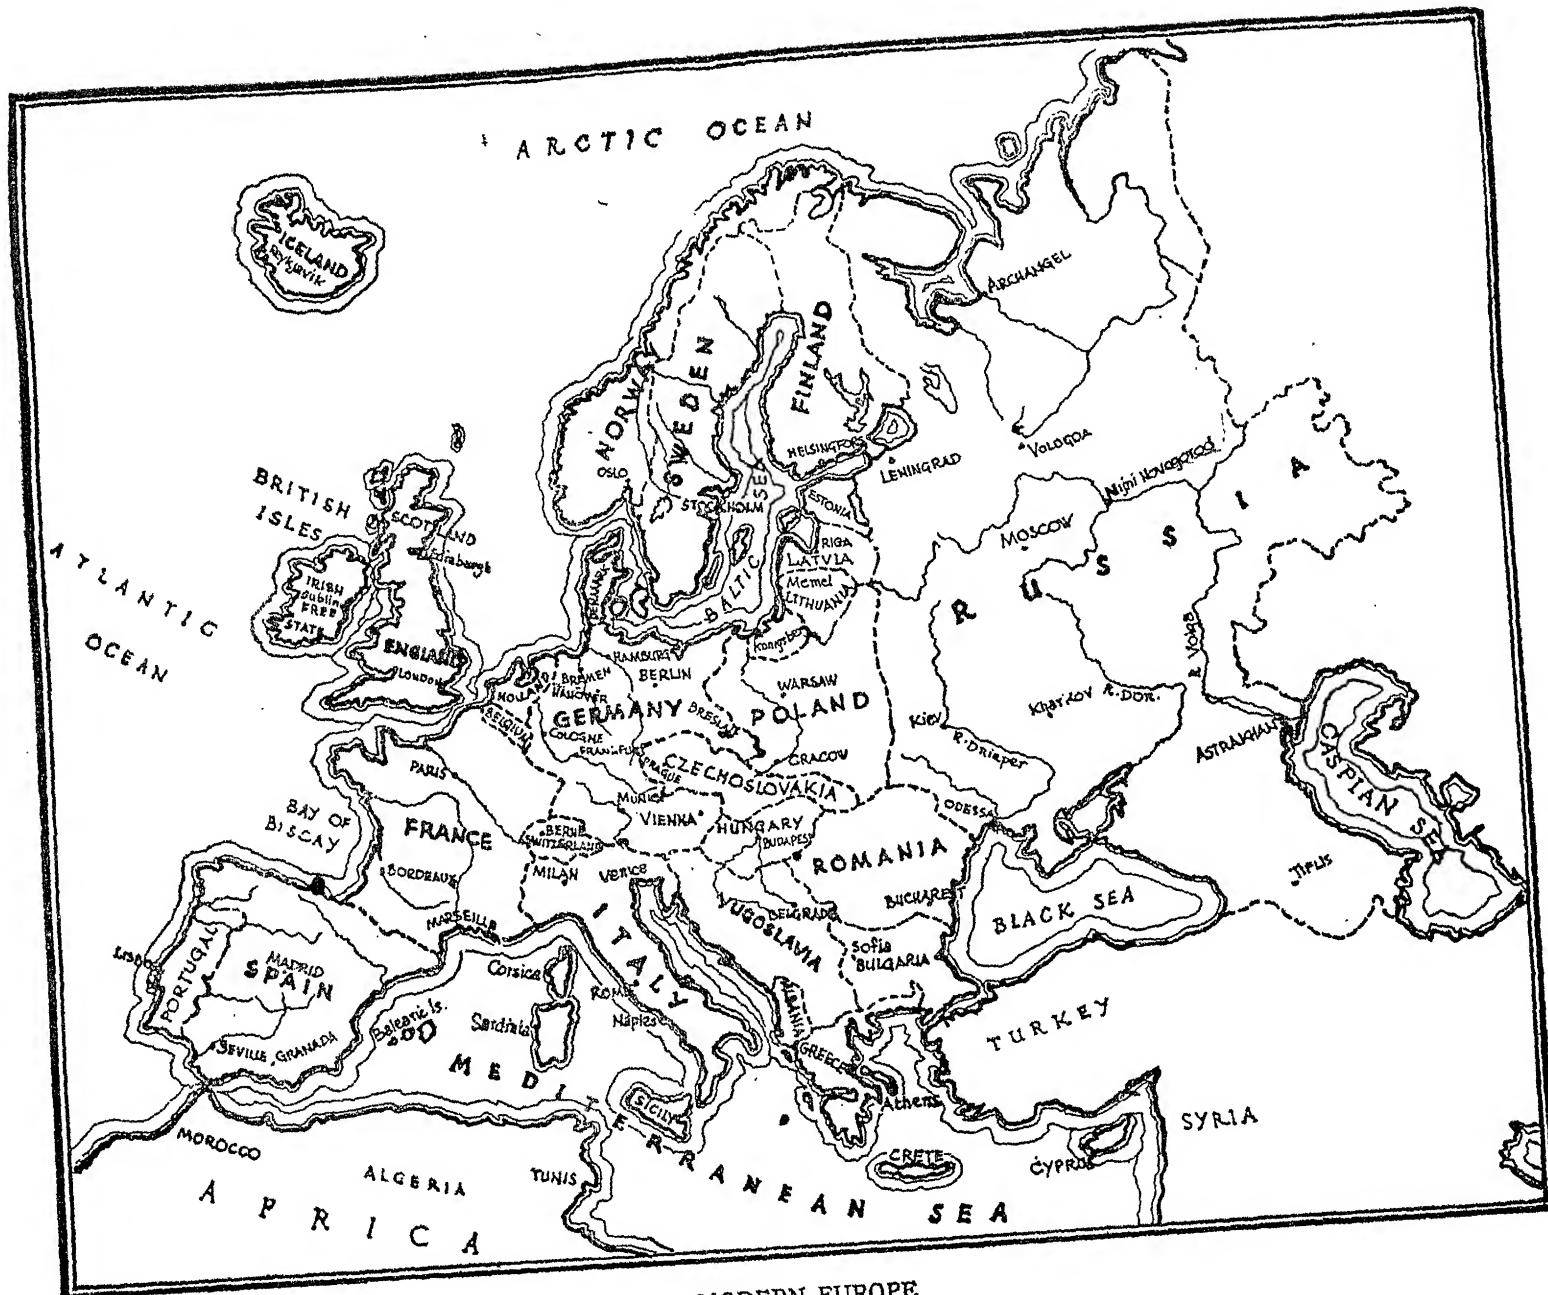 ARCTIC OCEAN
ICELAND
Reykjavik
ARCHANGEL
NORWAY
SWEDEN
FINLAND
OSLO
STOCKHOLM
HELSINGFORS
LENINGRAD
VOLOGDA
Nijni Novogorod
RUSSIA
BRITISH
ISLES
SCOTLAND
Edinburgh
IRISH
Dublin
FREE
STATE
ENGLAND
LONDON
ATLANTIC
OCEAN
DENMARK
BALTIC SEA
ESTONIA
RIGA
LATVIA
Memel
LITHUANIA
MOSCOW
Konigsberg
R. Volga
HOLLAND
BELGIUM
HAMBURG
BREMEN
BERLIN
HANOVER
GERMANY
COLOGNE
FRANKFURT
BRESLAU
WARSAW
POLAND
CRACOW
PRAGUE
CZECHOSLOVAKIA
Kiev
R. Dnieper
Kharkov
R. DON.
ASTRAKHAN
CASPIAN SEA
PARIS
FRANCE
BAY OF
BISCAY
BORDEAUX
MARSEILLE
BERNE
SWITZERLAND
MUNICH
VIENNA
HUNGARY
BUDAPEST
ODESSA
ROMANIA
BUCHAREST
MILAN
Venice
ITALY
YUGOSLAVIA
BELGRADE
Sofia
BULGARIA
BLACK SEA
TIFLIS
LISBON
PORTUGAL
MADRID
SPAIN
SEVILLE
GRANADA
Balearic Is.
Corsica
Sardinia
ROME
Naples
SICILY
ALBANIA
GREECE
Athens
TURKEY
CRETE
CYPRUS
SYRIA
MEDITERRANEAN SEA
MOROCCO
ALGERIA
TUNIS
AFRICA
MODERN EUROPE